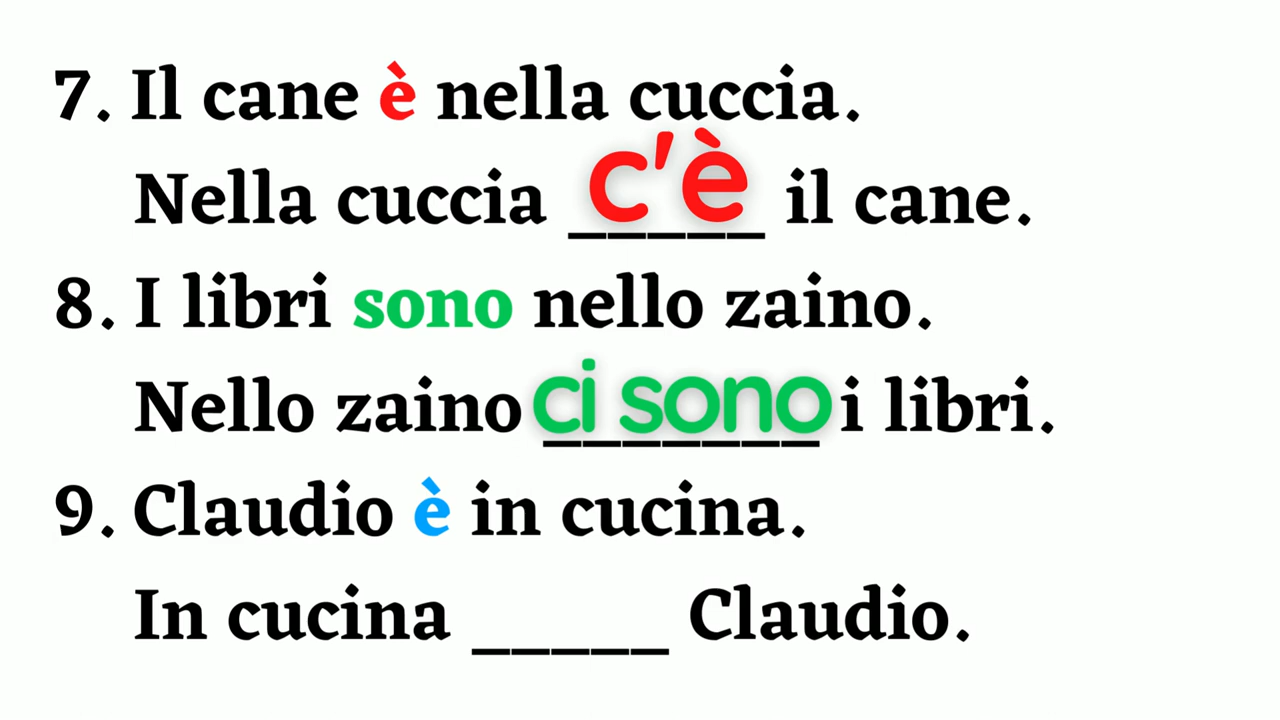 7. Il cane è nella cuccia.
Nella cuccia c'è il cane.
8. I libri sono nello zaino.
Nello zaino ci sono i libri.
9. Claudio è in cucina.
In cucina _____ Claudio.